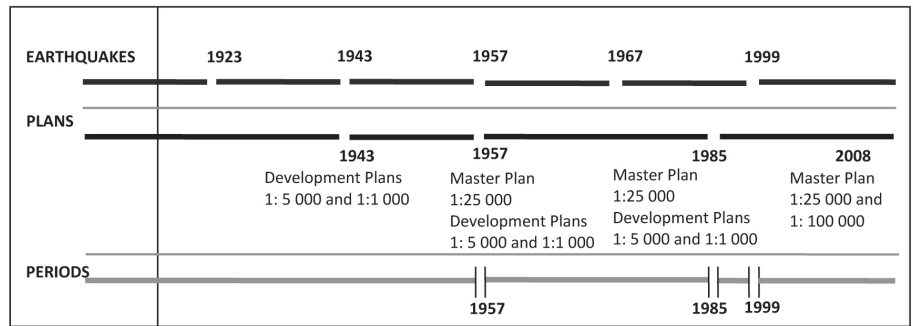 EARTHQUAKES 1923 1943 1957 1967 1999
PLANS
1943 1957 1985 2008
Development Plans
1: 5 000 and 1:1 000
Master Plan
1:25 000
Development Plans
1: 5 000 and 1:1 000
Master Plan
1:25 000
Development Plans
1: 5 000 and 1:1 000
Master Plan
1:25 000 and
1: 100 000
PERIODS
1957 1985 1999